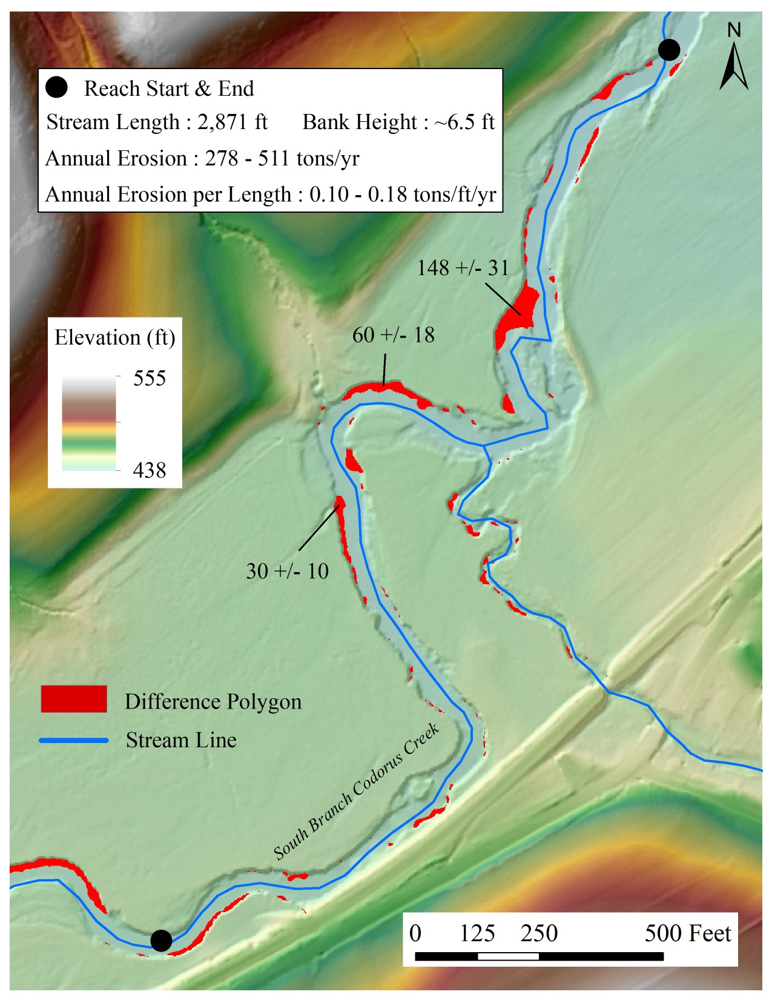 N
Reach Start & End
Stream Length : 2,871 ft Bank Height : ~6.5 ft
Annual Erosion : 278 - 511 tons/yr
Annual Erosion per Length : 0.10 - 0.18 tons/ft/yr
148 +/- 31
60 +/- 18
Elevation (ft)
555
438
30 +/- 10
Difference Polygon
Stream Line
South Branch Codorus Creek
0 125 250 500 Feet